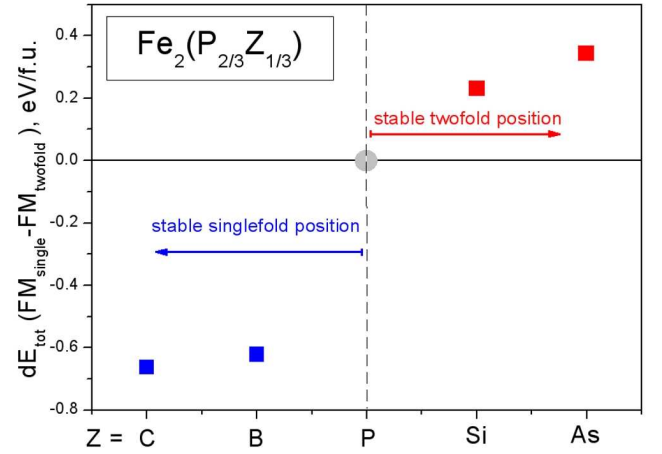 Fe2(P2/3Z1/3)
dEtot (FMsingle-FMtwofold), eV/f.u.
0.4
0.2
0.0
-0.2
-0.4
-0.6
-0.8
stable twofold position
stable singlefold position
Z = C B P Si As